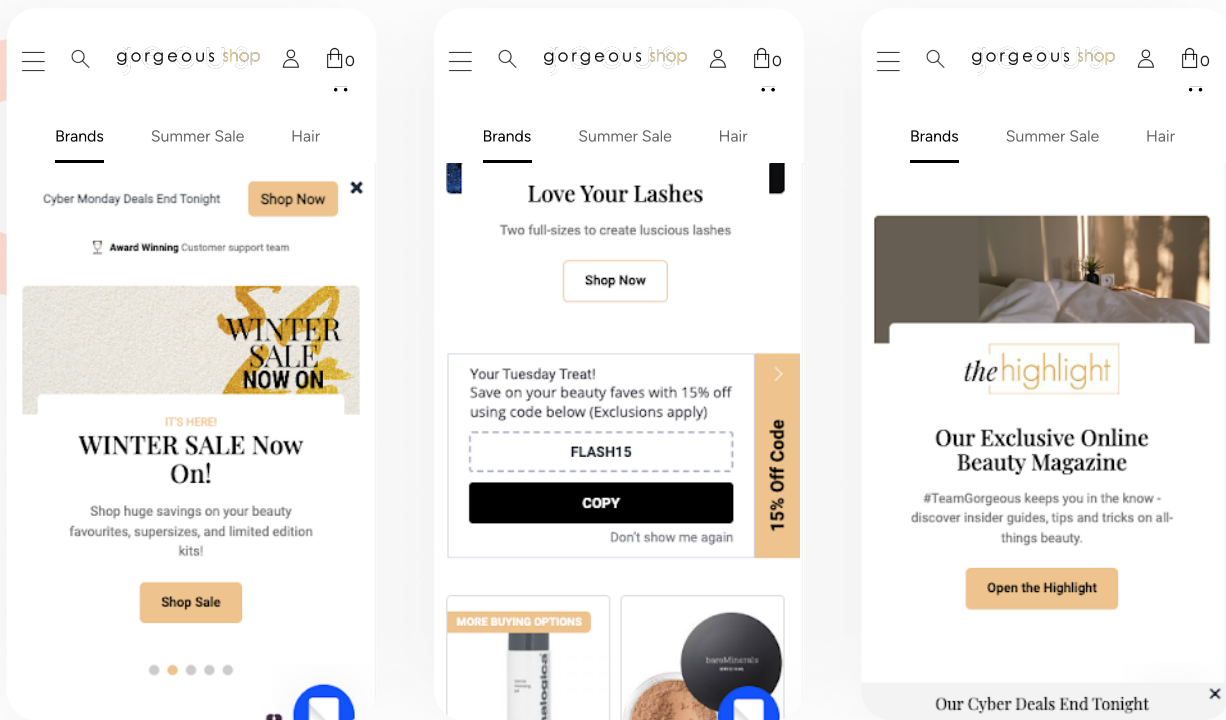 gorgeous shop
0
Brands Summer Sale Hair
Cyber Monday Deals End Tonight
Shop Now
Award Winning Customer support team
WINTER
SALE
NOW ON
IT'S HERE!
WINTER SALE Now
On!
Shop huge savings on your beauty
favourites, supersizes, and limited edition
kits!
Shop Sale
gorgeous shop
0
Brands Summer Sale Hair
Love Your Lashes
Two full-sizes to create luscious lashes
Shop Now
Your Tuesday Treat!
Save on your beauty faves with 15% off
using code below (Exclusions apply)
FLASH15
COPY
Don't show me again
15% Off Code
MORE BUYING OPTIONS
malogica
bareMinerals
gorgeous shop
0
Brands Summer Sale Hair
the highlight
Our Exclusive Online
Beauty Magazine
#TeamGorgeous keeps you in the know -
discover insider guides, tips and tricks on all-
things beauty.
Open the Highlight
Our Cyber Deals End Tonight